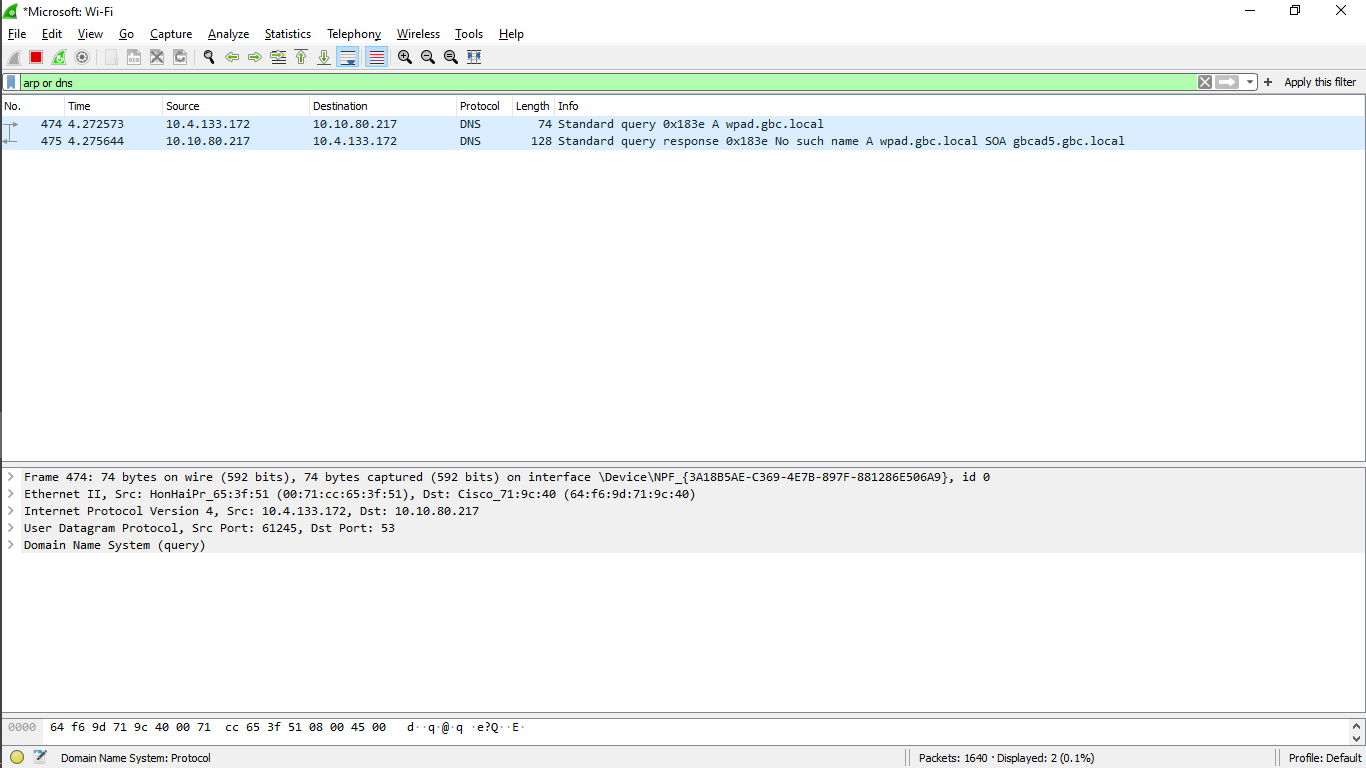 *Microsoft: Wi-Fi
File Edit View Go Capture Analyze Statistics Telephony Wireless Tools Help
arp or dns Apply this filter
No. Time Source Destination Protocol Length Info
474 4.272573 10.4.133.172 10.10.80.217 DNS 74 Standard query 0x183e A wpad.gbc.local
475 4.275644 10.10.80.217 10.4.133.172 DNS 128 Standard query response 0x183e No such name A wpad.gbc.local SOA gbcad5.gbc.local
Frame 474: 74 bytes on wire (592 bits), 74 bytes captured (592 bits) on interface \Device\NPF_{3A18B5AE-C369-4E7B-897F-881286E506A9}, id 0
Ethernet II, Src: HonHaiPr_65:3f:51 (00:71:cc:65:3f:51), Dst: Cisco_71:9c:40 (64:f6:9d:71:9c:40)
Internet Protocol Version 4, Src: 10.4.133.172, Dst: 10.10.80.217
User Datagram Protocol, Src Port: 61245, Dst Port: 53
Domain Name System (query)
0000 64 f6 9d 71 9c 40 00 71 cc 65 3f 51 08 00 45 00 d··q·@·q ·e?Q··E·
Domain Name System: Protocol Packets: 1640 · Displayed: 2 (0.1%) Profile: Default